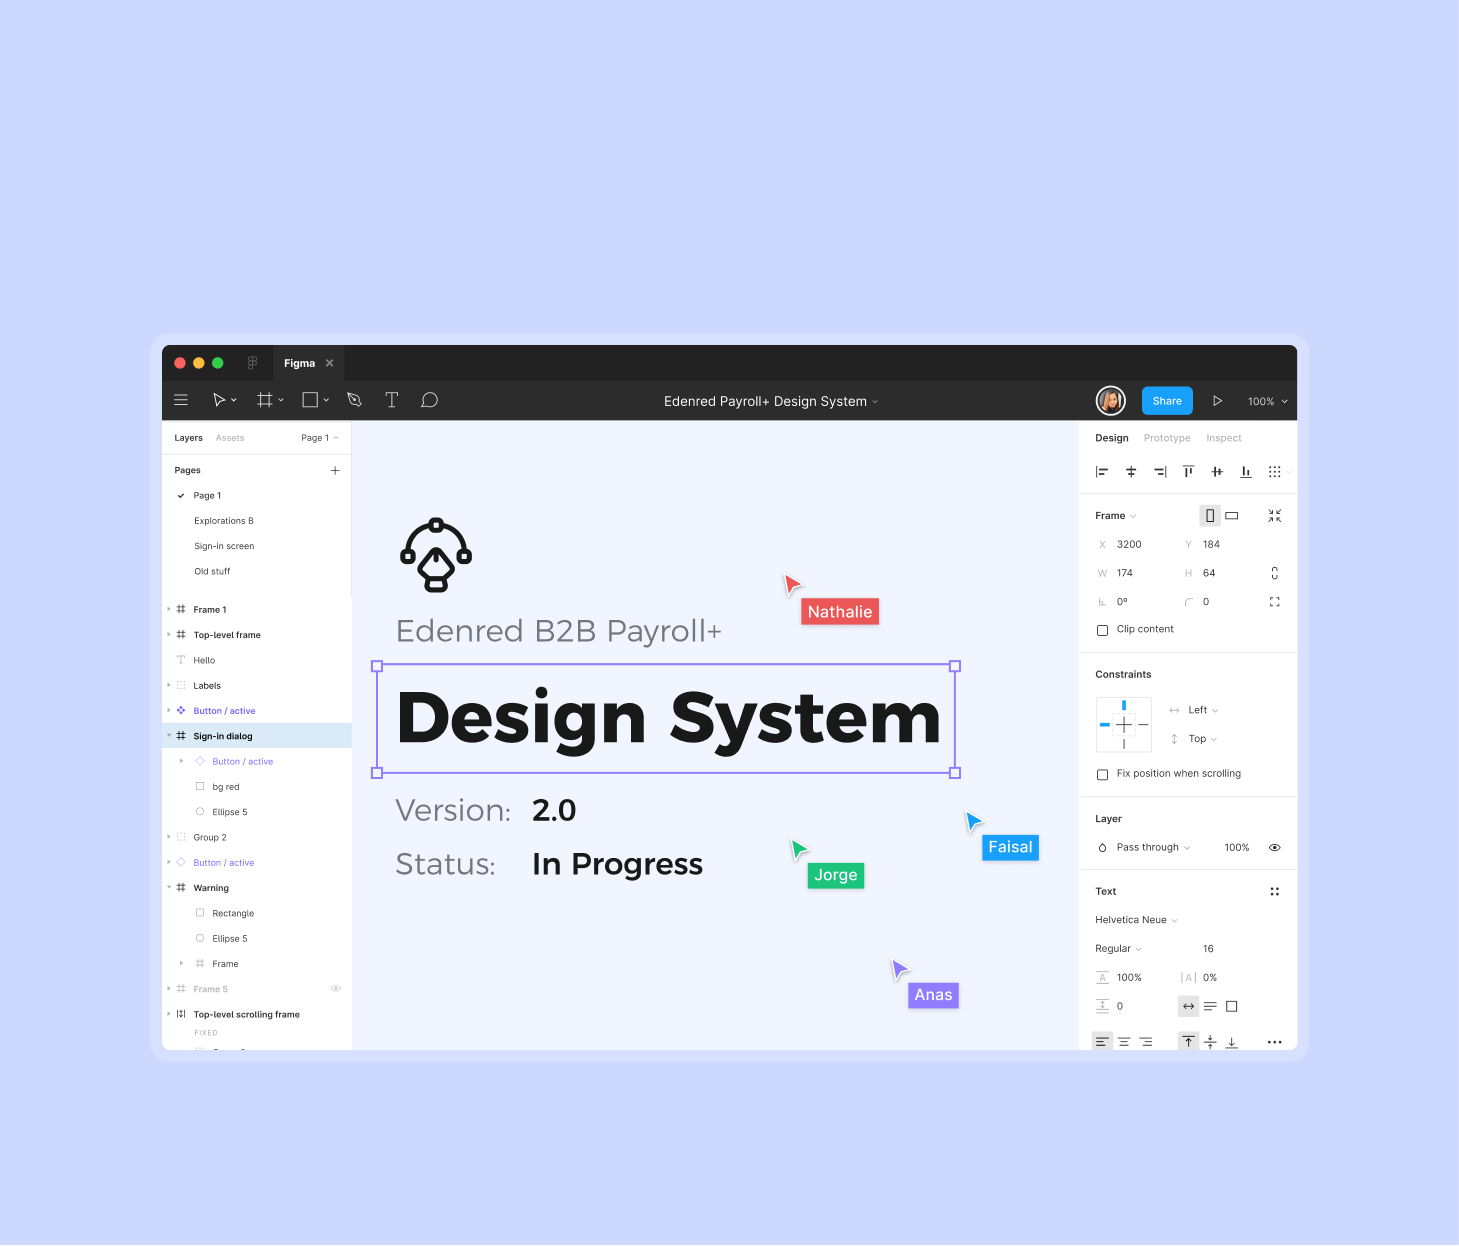 Figma
Edenred Payroll+ Design System
Share
100%
Layers Assets Page 1
Pages
Page 1
Explorations B
Sign-in screen
Old stuff
Frame 1
Top-level frame
Hello
Labels
Button / active
Sign-in dialog
Button / active
bg red
Ellipse 5
Group 2
Button / active
Warning
Rectangle
Ellipse 5
Frame
Frame 5
Top-level scrolling frame
FIXED
Edenred B2B Payroll+
Design System
Version: 2.0
Status: In Progress
Nathalie
Faisal
Jorge
Anas
Design Prototype Inspect
Frame
X 3200 Y 184
W 174 H 64
0° 0
Clip content
Constraints
Left
Top
Fix position when scrolling
Layer
Pass through 100%
Text
Helvetica Neue
Regular 16
A 100% |A| 0%
0